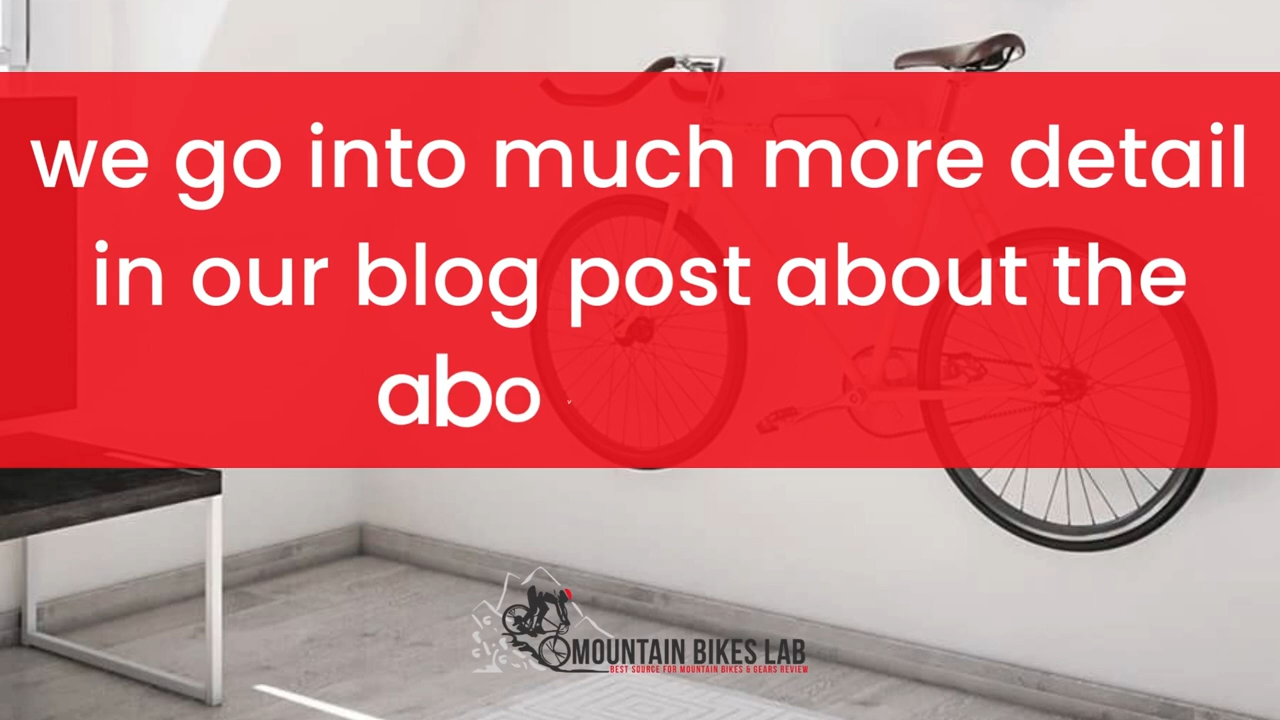 we go into much more detail
in our blog post about the
abo v
MOUNTAIN BIKES LAB
BEST SOURCE FOR MOUNTAIN BIKES & GEARS REVIEW